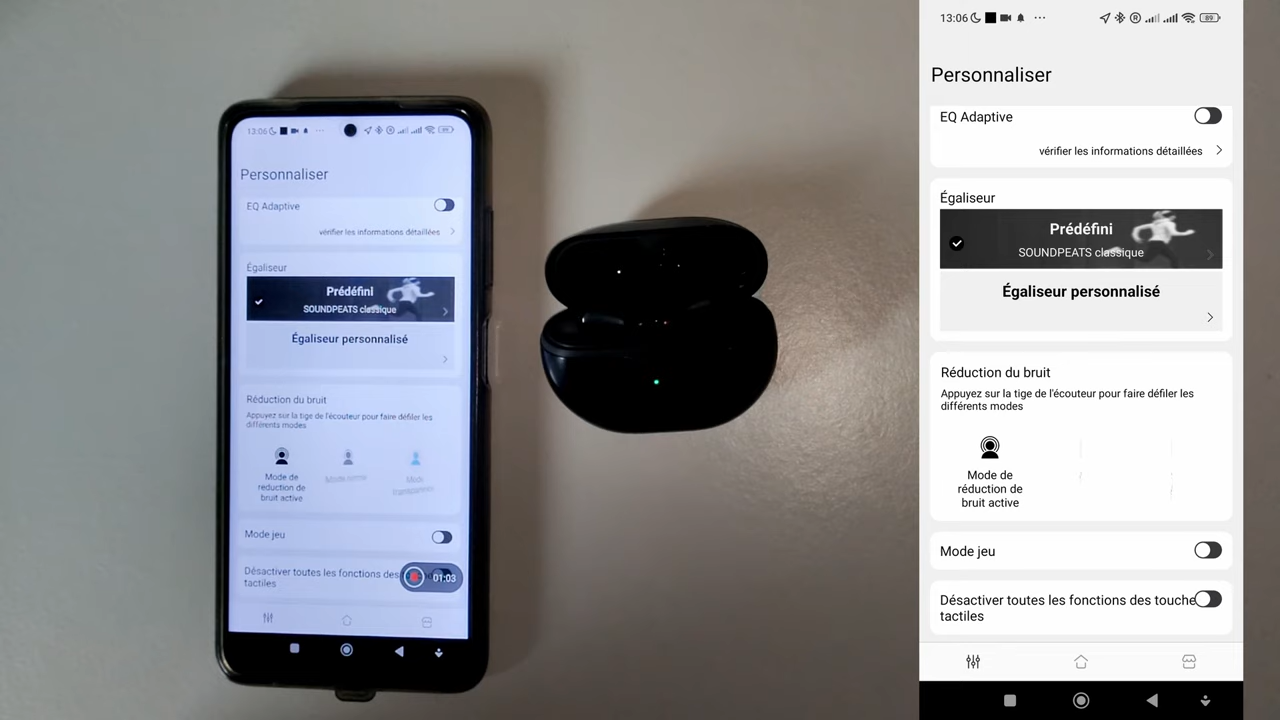 13:06
Personnaliser
EQ Adaptive
vérifier les informations détaillées
Égaliseur
Prédéfini
SOUNDPEATS classique
Égaliseur personnalisé
Réduction du bruit
Appuyez sur la tige de l'écouteur pour faire défiler les
différents modes
Mode de
réduction de
bruit active
Mode
Mode
Mode jeu
Désactiver toutes les fonctions des
tactiles
01:03
13:06
89
Personnaliser
EQ Adaptive
vérifier les informations détaillées
Égaliseur
Prédéfini
SOUNDPEATS classique
Égaliseur personnalisé
Réduction du bruit
Appuyez sur la tige de l'écouteur pour faire défiler les
différents modes
Mode de
réduction de
bruit active
Mode jeu
Désactiver toutes les fonctions des touche
tactiles